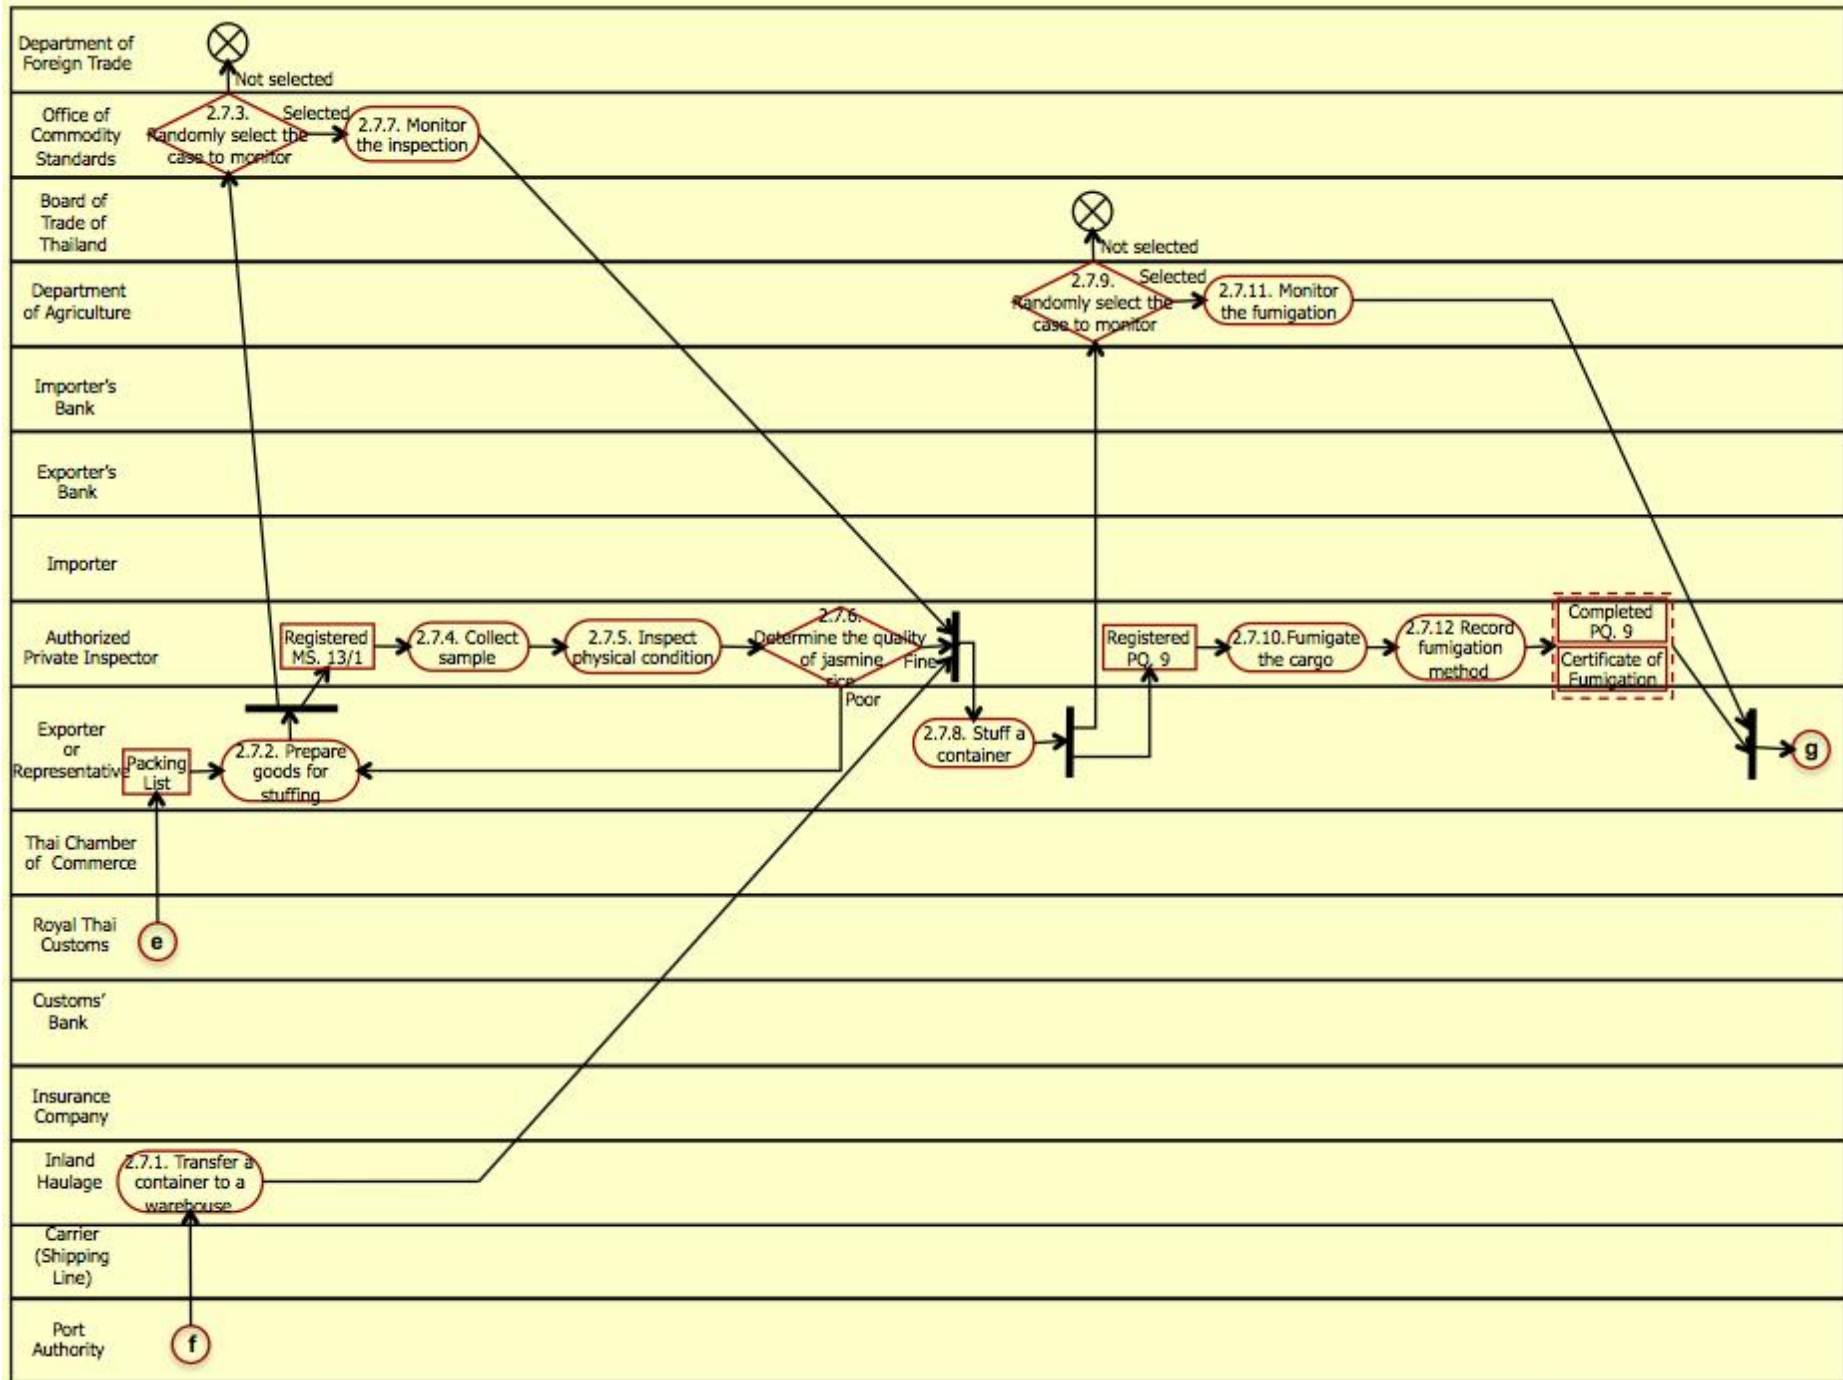 Department of
Foreign Trade
Not selected
Office of
Commodity
Standards
2.7.3.
Randomly select the
case to monitor
Selected
2.7.7. Monitor
the inspection
Board of
Trade of
Thailand
Not selected
Department
of Agriculture
2.7.9.
Randomly select the
case to monitor
Selected
2.7.11. Monitor
the fumigation
Importer's
Bank
Exporter's
Bank
Importer
Authorized
Private Inspector
Registered
MS. 13/1
2.7.4. Collect
sample
2.7.5. Inspect
physical condition
2.7.6.
Determine the quality
of jasmine
rice
Fine
Poor
Registered
PQ. 9
2.7.10.Fumigate
the cargo
2.7.12 Record
fumigation
method
Completed
PQ. 9
Certificate of
Fumigation
Exporter
or
Representative
Packing
List
2.7.2. Prepare
goods for
stuffing
2.7.8. Stuff a
container
g
Thai Chamber
of Commerce
Royal Thai
Customs
e
Customs'
Bank
Insurance
Company
Inland
Haulage
2.7.1. Transfer a
container to a
warehouse
Carrier
(Shipping
Line)
Port
Authority
f